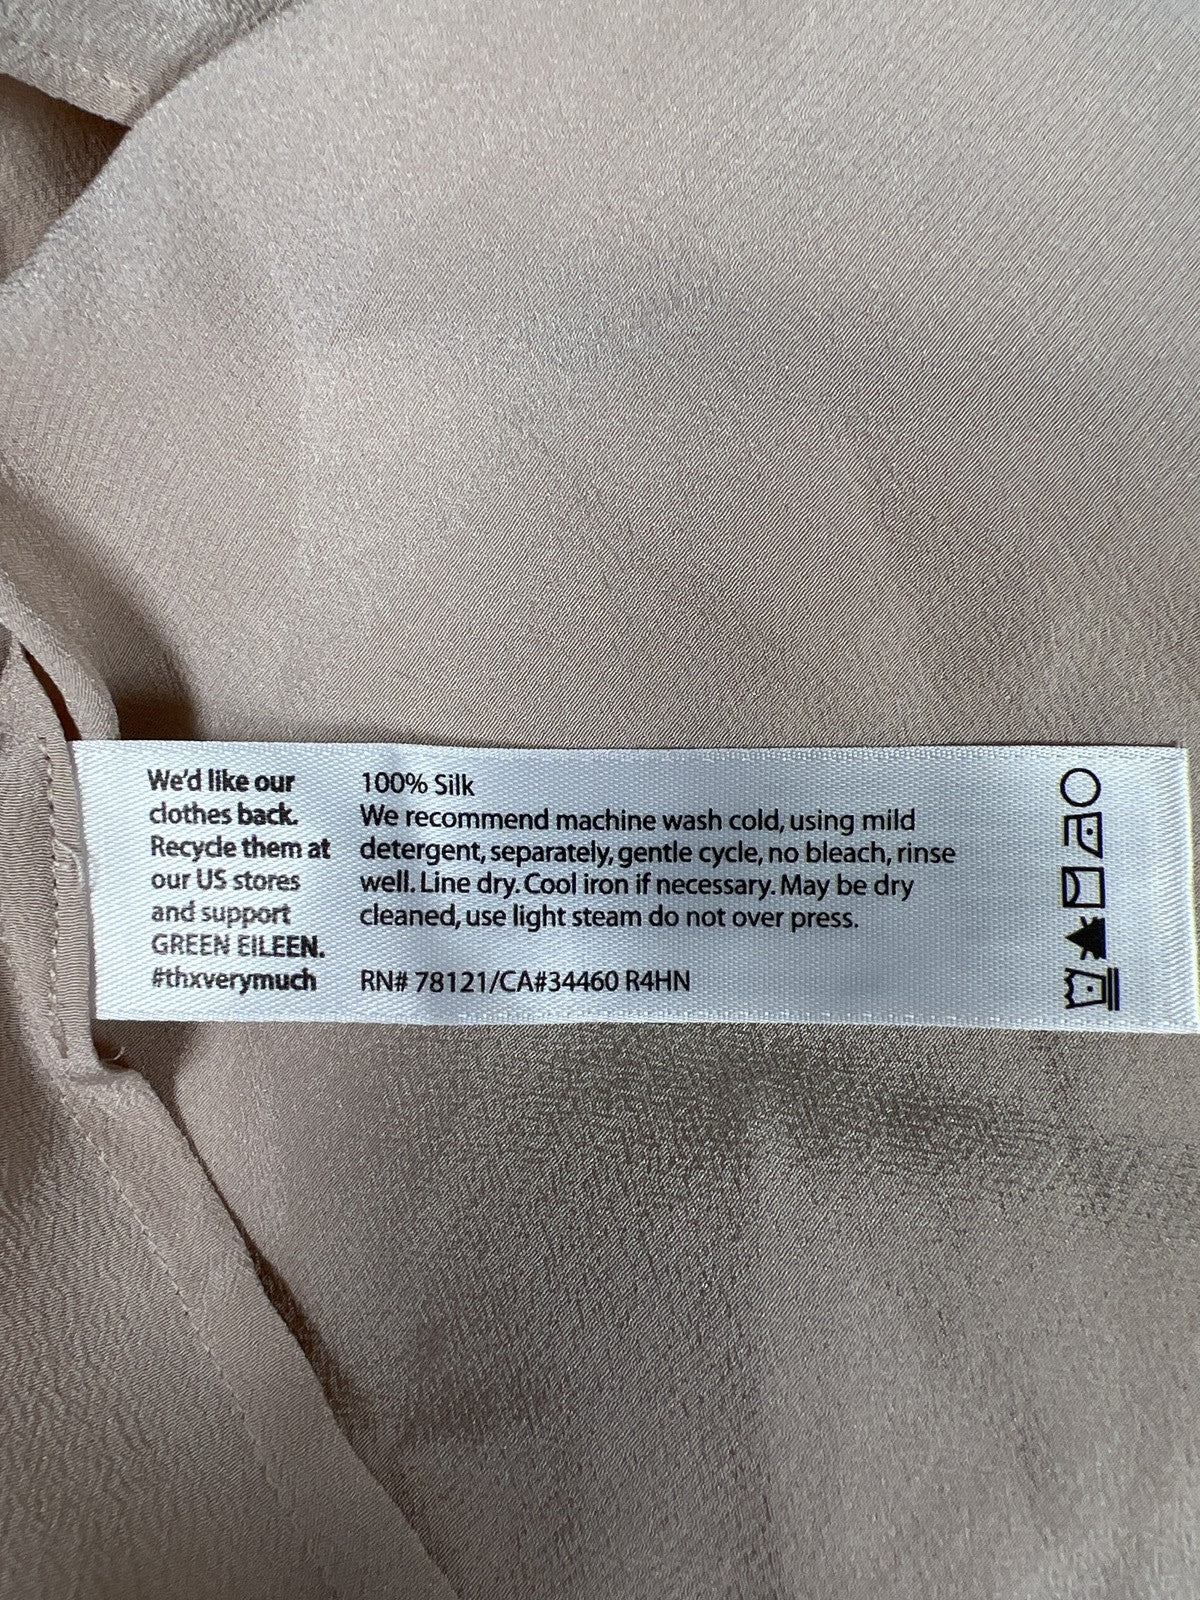 We'd like our
clothes back.
Recycle them at
our US stores
and support
GREEN EILEEN.
#thxverymuch
100% Silk
We recommend machine wash cold, using mild
detergent, separately, gentle cycle, no bleach, rinse
well. Line dry. Cool iron if necessary. May be dry
cleaned, use light steam do not over press.
RN# 78121/CA#34460 R4HN